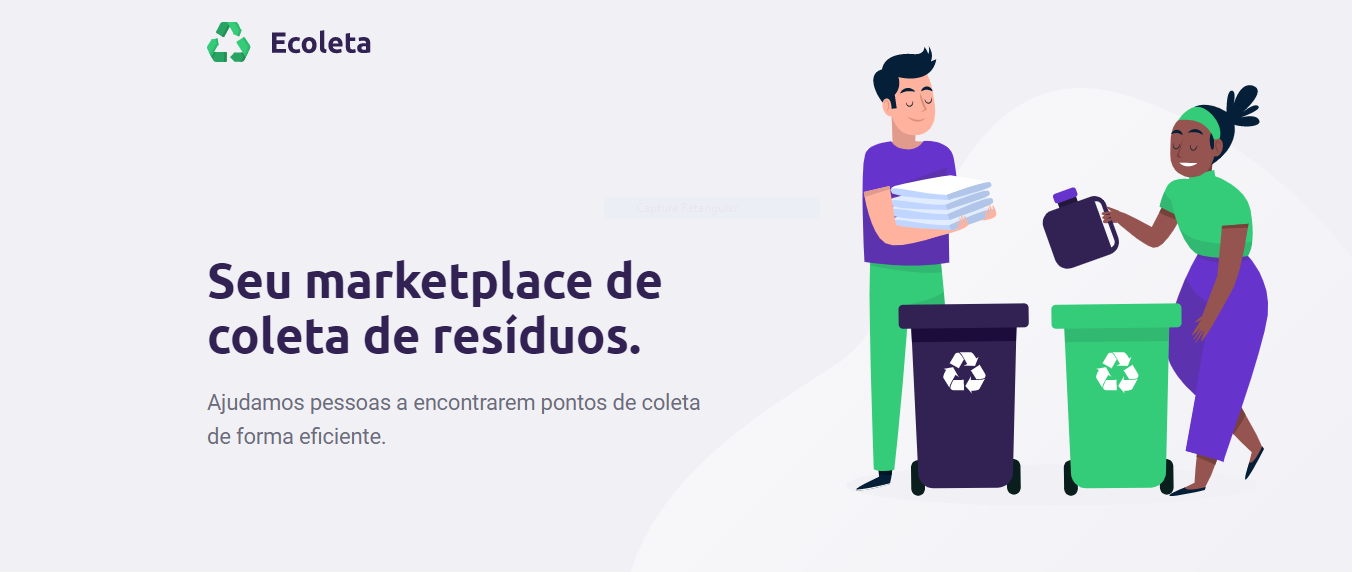 Ecoleta
Captura Retangular
Seu marketplace de
coleta de resíduos.
Ajudamos pessoas a encontrarem pontos de coleta
de forma eficiente.